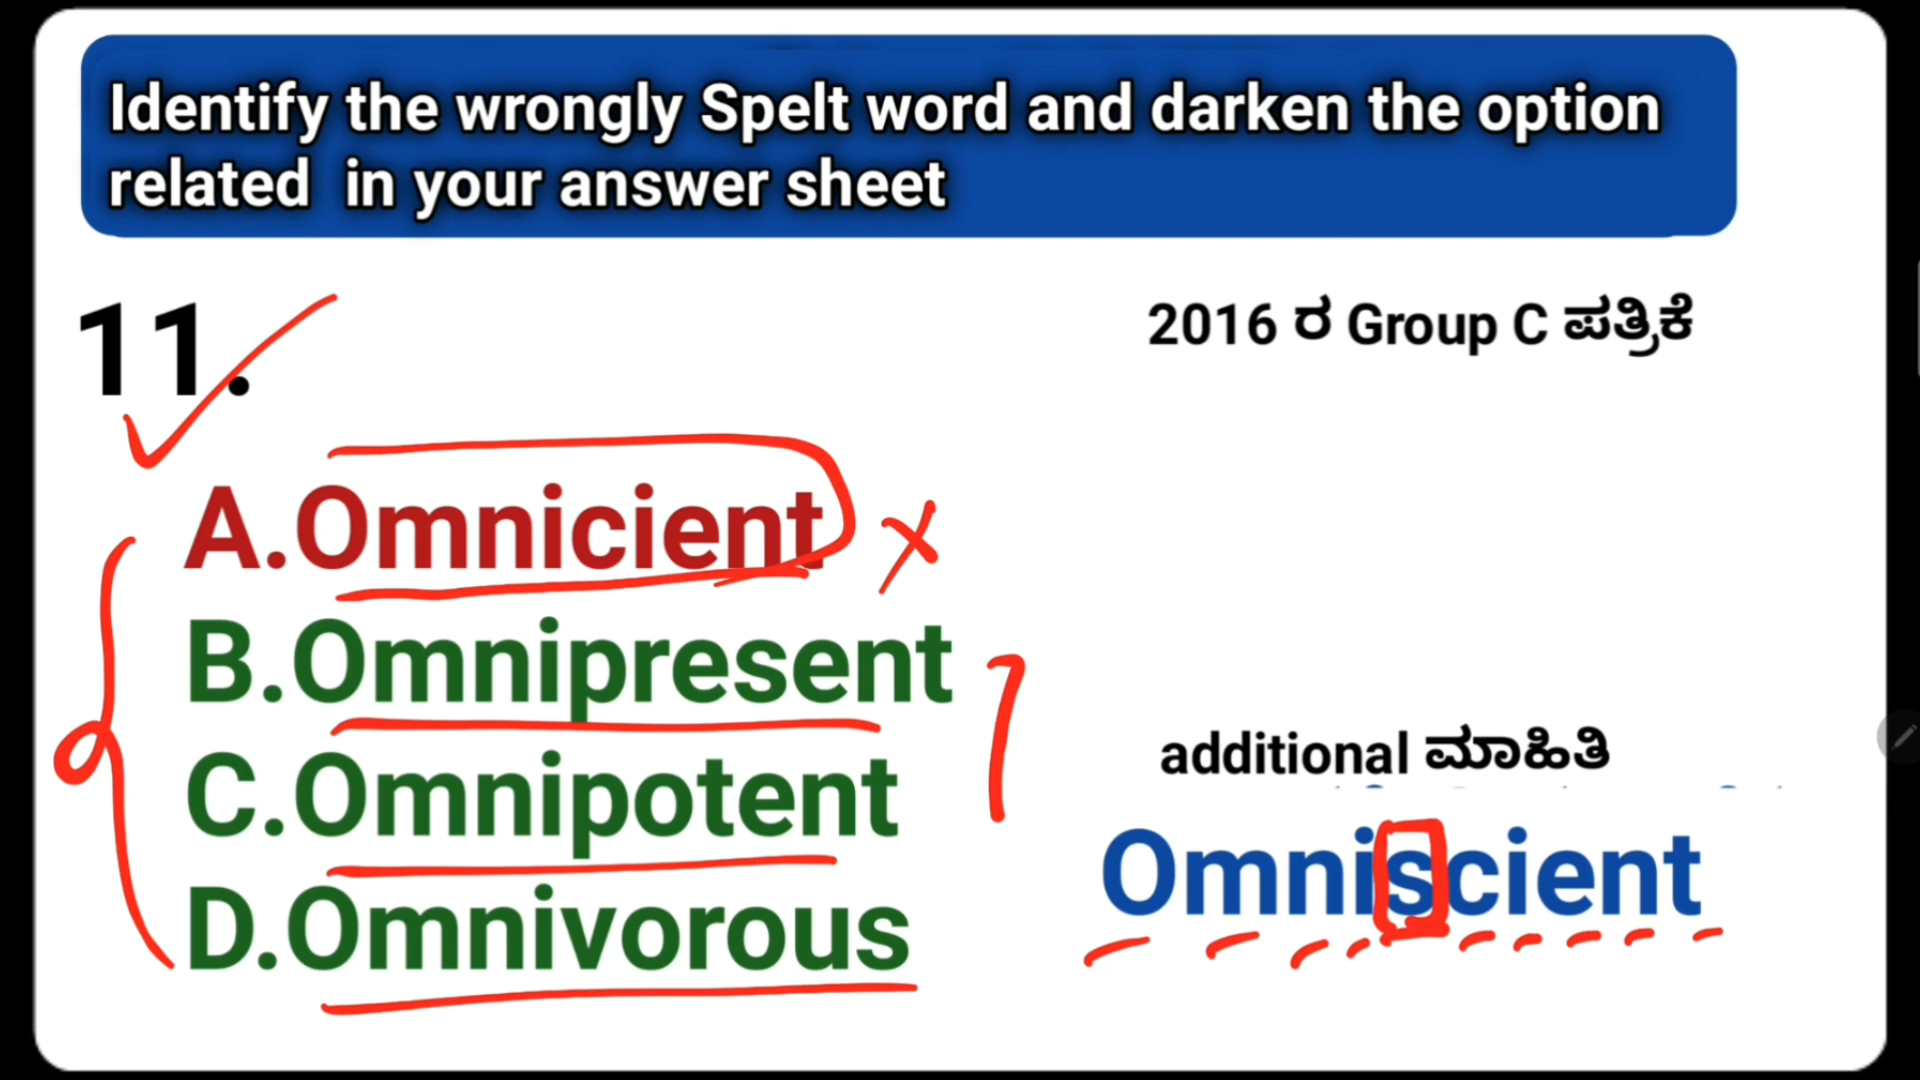 Identify the wrongly Spelt word and darken the option
related in your answer sheet
11.
2016 ರ Group C ಪತ್ರಿಕೆ
A.Omnicient
B.Omnipresent
C.Omnipotent
D.Omnivorous
additional ಮಾಹಿತಿ
Omniscient